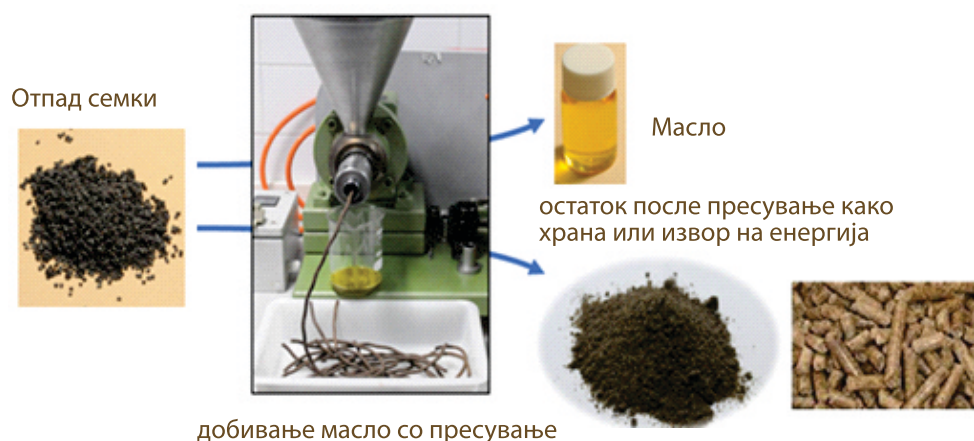 Отпад семки
Масло
остаток после пресување како
храна или извор на енергија
добивање масло со пресување